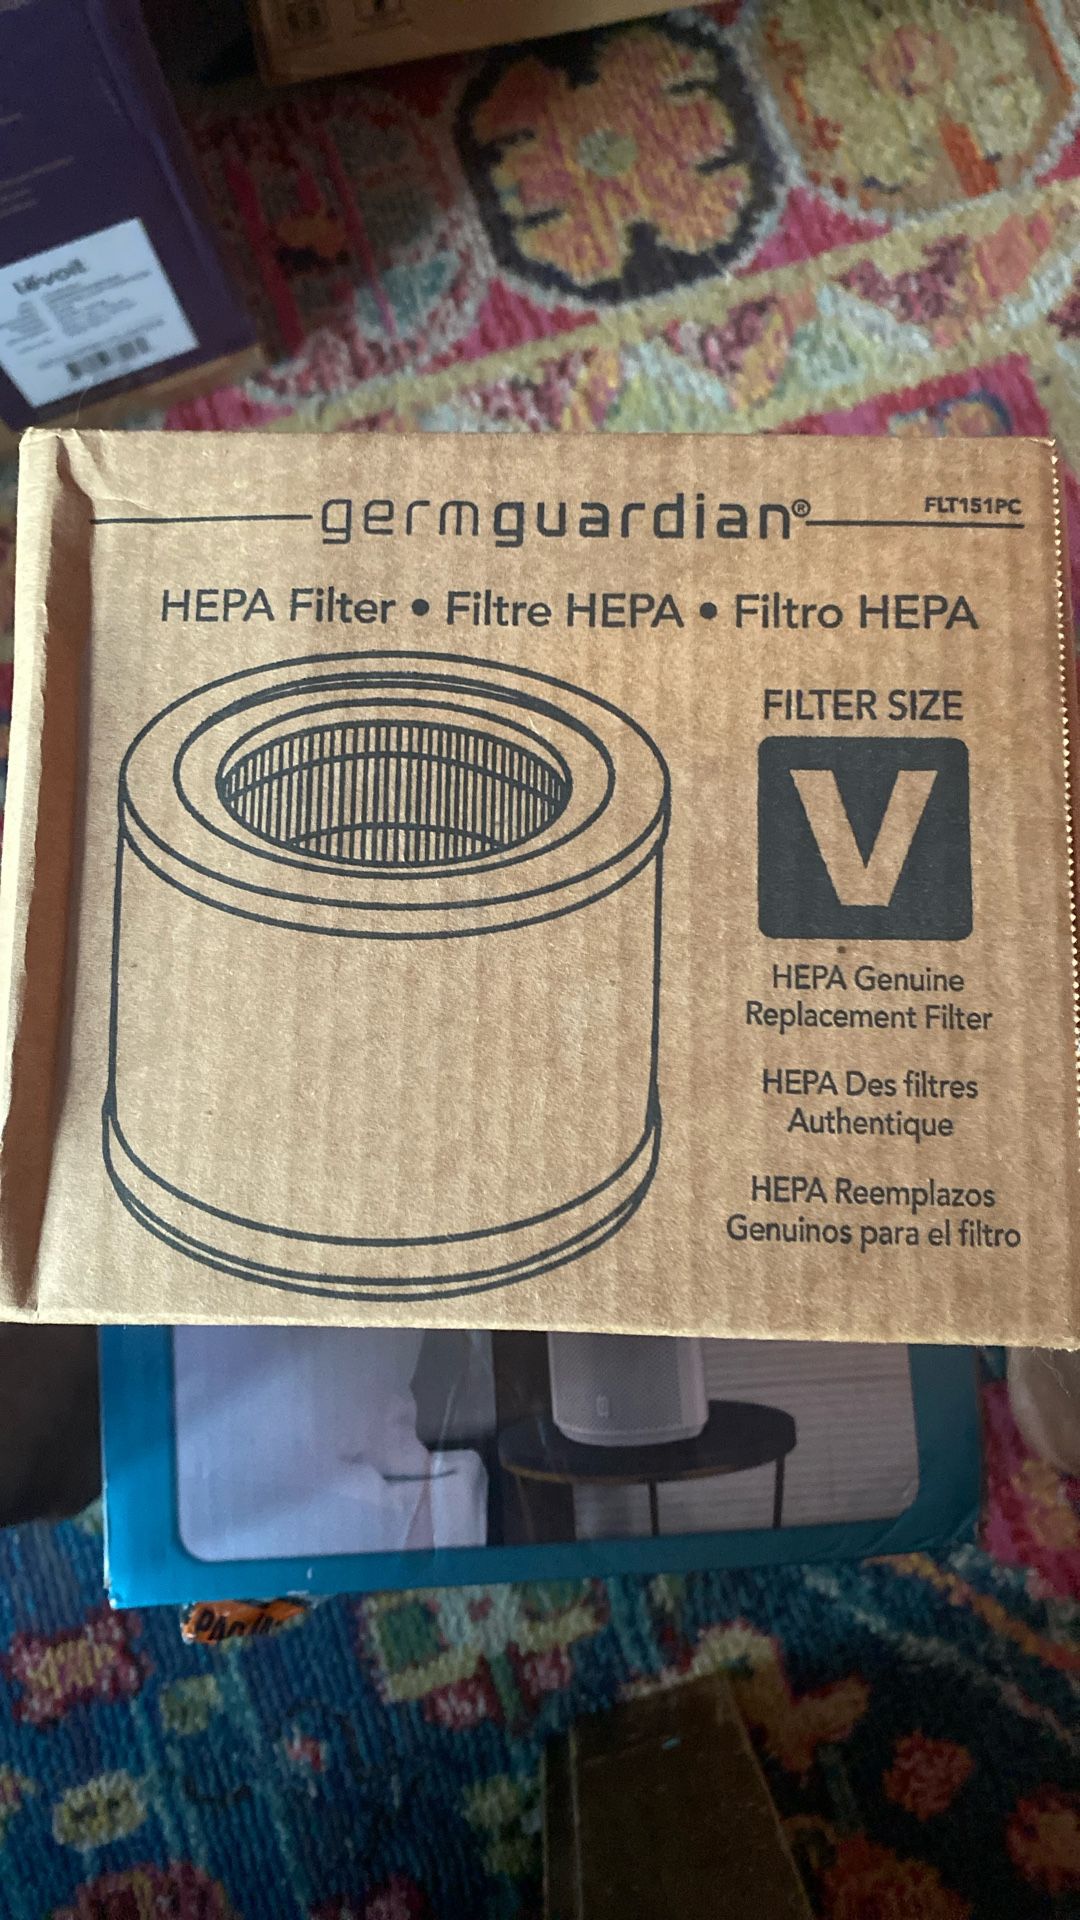 levoit
germguardian®
FLT151PC
HEPA Filter • Filtre HEPA • Filtro HEPA
FILTER SIZE
V
HEPA Genuine
Replacement Filter
HEPA Des filtres
Authentique
HEPA Reemplazos
Genuinos para el filtro